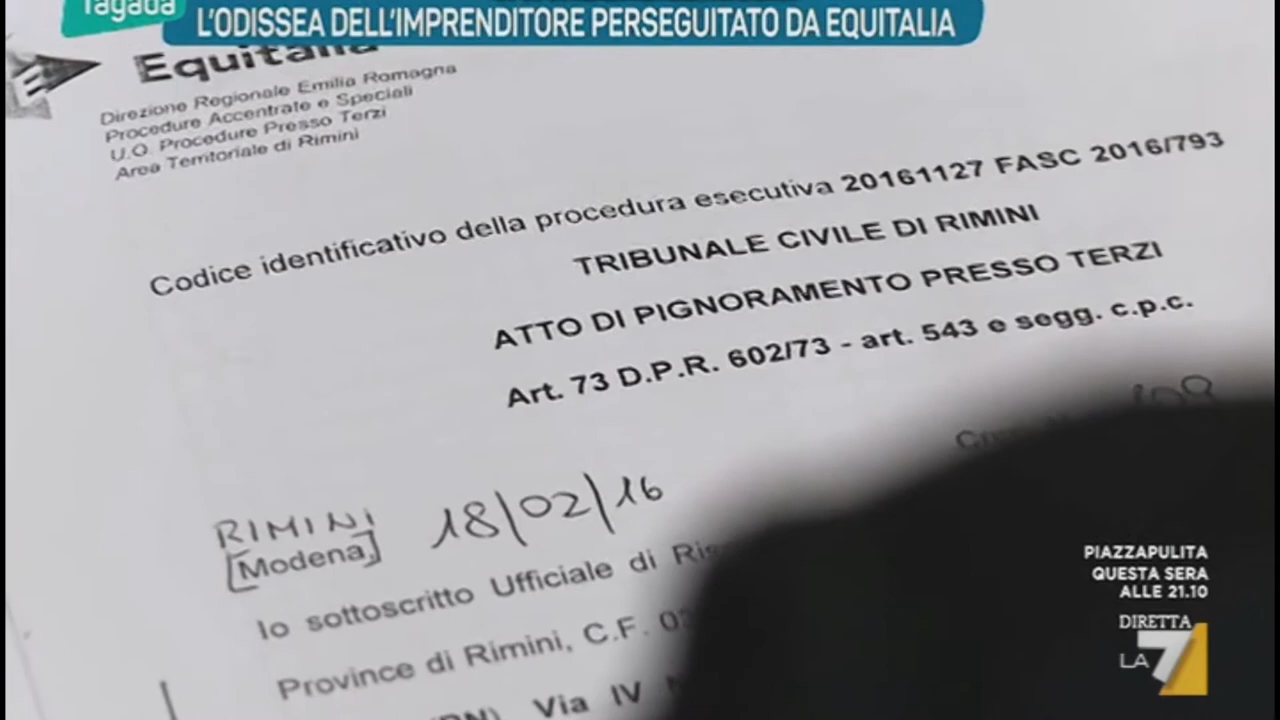 Tagadà
L'ODISSEA DELL'IMPRENDITORE PERSEGUITATO DA EQUITALIA
Equitalia
Direzione Regionale Emilia Romagna
Procedure Accentrate e Speciali
U.O. Procedure Presso Terzi
Area Territoriale di Rimini
Codice identificativo della procedura esecutiva 20161127 FASC 2016/793
TRIBUNALE CIVILE DI RIMINI
ATTO DI PIGNORAMENTO PRESSO TERZI
Art. 73 D.P.R. 602/73 - art. 543 e segg. c.p.c.
RIMINI 18/02/16
[Modena]
Io sottoscritto Ufficiale di
Province di Rimini, C.F.
Via IV
PIAZZAPULITA
QUESTA SERA
ALLE 21.10
DIRETTA
LA7